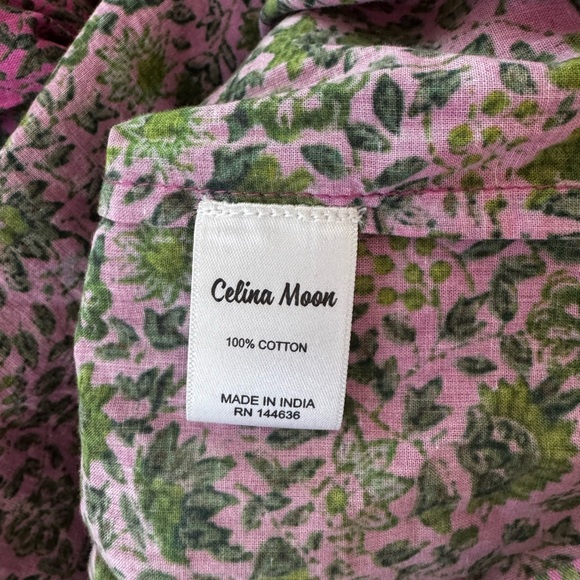 Celina Moon
100% COTTON
MADE IN INDIA
RN 144636